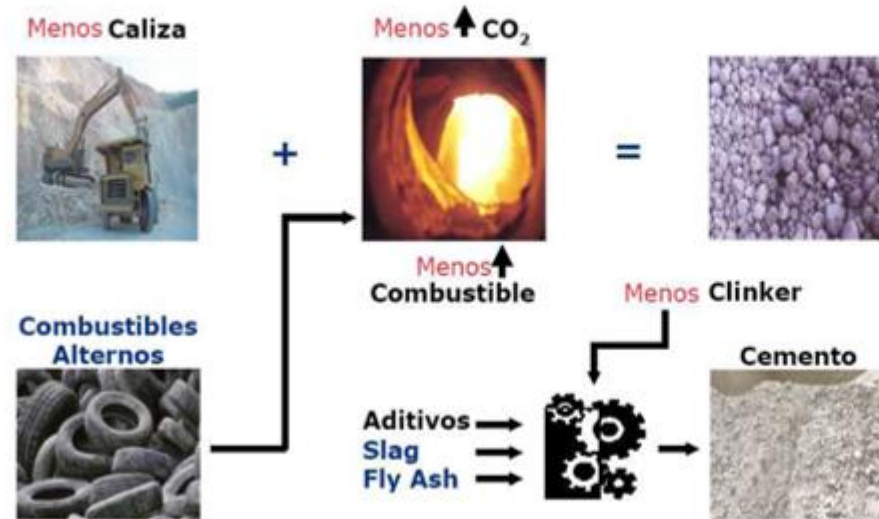 Menos Caliza
Menos CO₂
+
=
Menos
Combustible
Menos Clinker
Combustibles
Alternos
Cemento
Aditivos
Slag
Fly Ash